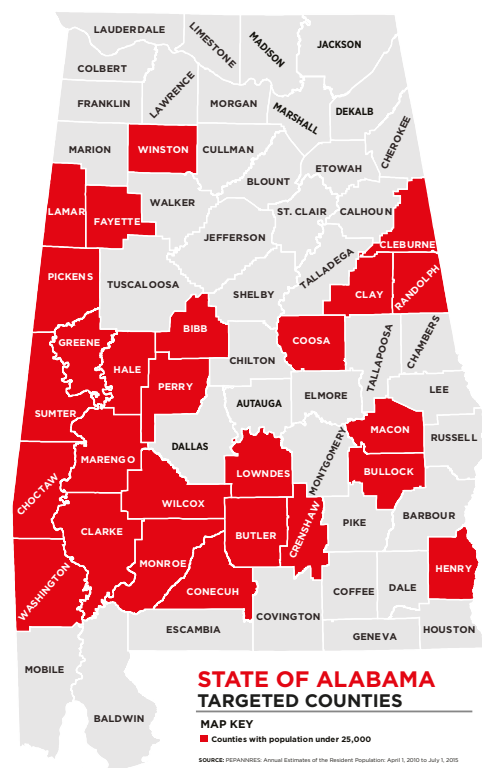 LAUDERDALE
LIMESTONE
MADISON
JACKSON
COLBERT
LAWRENCE
FRANKLIN
MORGAN
MARSHALL
DEKALB
CHEROKEE
MARION
WINSTON
CULLMAN
ETOWAH
BLOUNT
LAMAR
FAYETTE
WALKER
ST. CLAIR
CALHOUN
JEFFERSON
CLEBURNE
PICKENS
TUSCALOOSA
TALLADEGA
RANDOLPH
SHELBY
CLAY
BIBB
GREENE
COOSA
TALLAPOOSA
CHAMBERS
CHILTON
HALE
PERRY
LEE
AUTAUGA
ELMORE
SUMTER
MACON
RUSSELL
DALLAS
MONTGOMERY
MARENGO
LOWNDES
BULLOCK
CHOCTAW
WILCOX
BARBOUR
CLARKE
BUTLER
CRENSHAW
PIKE
MONROE
HENRY
WASHINGTON
CONECUH
COFFEE
DALE
COVINGTON
ESCAMBIA
GENEVA
HOUSTON
MOBILE
BALDWIN
STATE OF ALABAMA
TARGETED COUNTIES
MAP KEY
Counties with population under 25,000
SOURCE: PEPANNRES: Annual Estimates of the Resident Population: April 1, 2010 to July 1, 2015